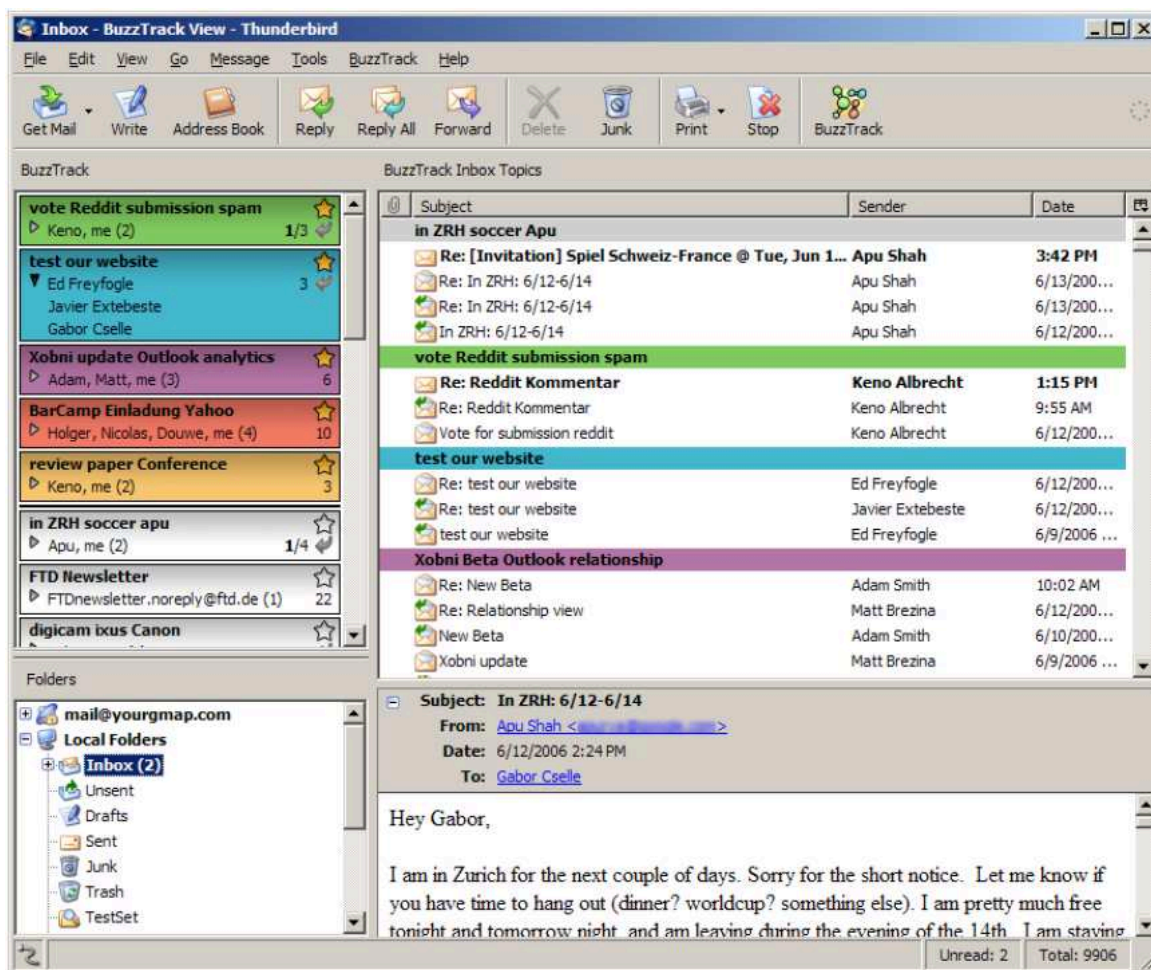 Inbox - BuzzTrack View - Thunderbird
File Edit View Go Message Tools BuzzTrack Help
Get Mail Write Address Book Reply Reply All Forward Delete Junk Print Stop BuzzTrack
BuzzTrack
vote Reddit submission spam
Keno, me (2) 1/3
test our website
Ed Freyfogle 3
Javier Extebeste
Gabor Cselle
Xobni update Outlook analytics
Adam, Matt, me (3) 6
BarCamp Einladung Yahoo
Holger, Nicolas, Douwe, me (4) 10
review paper Conference
Keno, me (2) 3
in ZRH soccer apu
Apu, me (2) 1/4
FTD Newsletter
FTDnewsletter.noreply@ftd.de (1) 22
digicam ixus Canon
Folders
mail@yourgmap.com
Local Folders
Inbox (2)
Unsent
Drafts
Sent
Junk
Trash
TestSet
BuzzTrack Inbox Topics
Subject Sender Date
in ZRH soccer Apu
Re: [Invitation] Spiel Schweiz-France @ Tue, Jun 1... Apu Shah 3:42 PM
Re: In ZRH: 6/12-6/14 Apu Shah 6/13/200...
Re: In ZRH: 6/12-6/14 Apu Shah 6/13/200...
In ZRH: 6/12-6/14 Apu Shah 6/12/200...
vote Reddit submission spam
Re: Reddit Kommentar Keno Albrecht 1:15 PM
Re: Reddit Kommentar Keno Albrecht 9:55 AM
Vote for submission reddit Keno Albrecht 6/12/200...
test our website
Re: test our website Ed Freyfogle 6/12/200...
Re: test our website Javier Extebeste 6/12/200...
test our website Ed Freyfogle 6/9/2006 ...
Xobni Beta Outlook relationship
Re: New Beta Adam Smith 10:02 AM
Re: Relationship view Matt Brezina 6/12/200...
New Beta Adam Smith 6/10/200...
Xobni update Matt Brezina 6/9/2006 ...
Subject: In ZRH: 6/12-6/14
From: Apu Shah < >
Date: 6/12/2006 2:24 PM
To: Gabor Cselle
Hey Gabor,
I am in Zurich for the next couple of days. Sorry for the short notice. Let me know if
you have time to hang out (dinner? worldcup? something else). I am pretty much free
tonight and tomorrow night, and am leaving during the evening of the 14th. I am staying
Unread: 2 Total: 9906